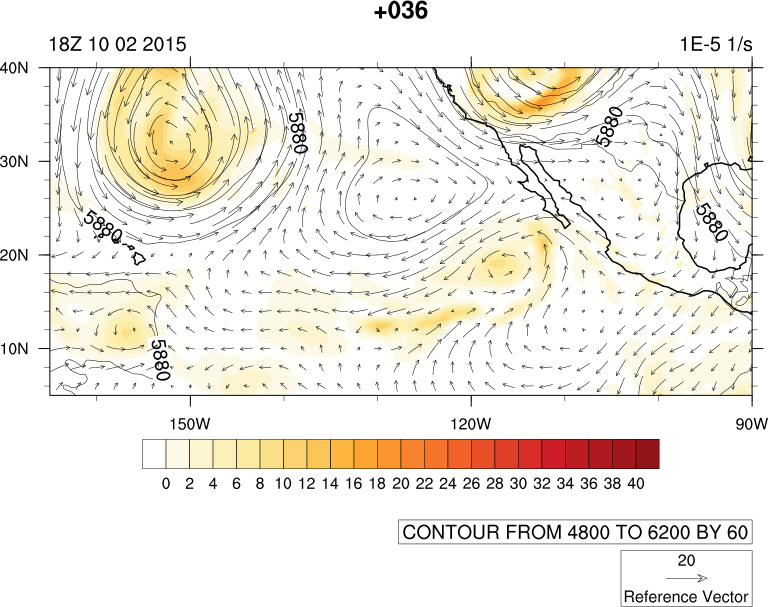 +036
18Z 10 02 2015 1E-5 1/s
40N
30N
20N
10N
5880
5880
5880
5880
5880
150W 120W 90W
0 2 4 6 8 10 12 14 16 18 20 22 24 26 28 30 32 34 36 38 40
CONTOUR FROM 4800 TO 6200 BY 60
20
Reference Vector